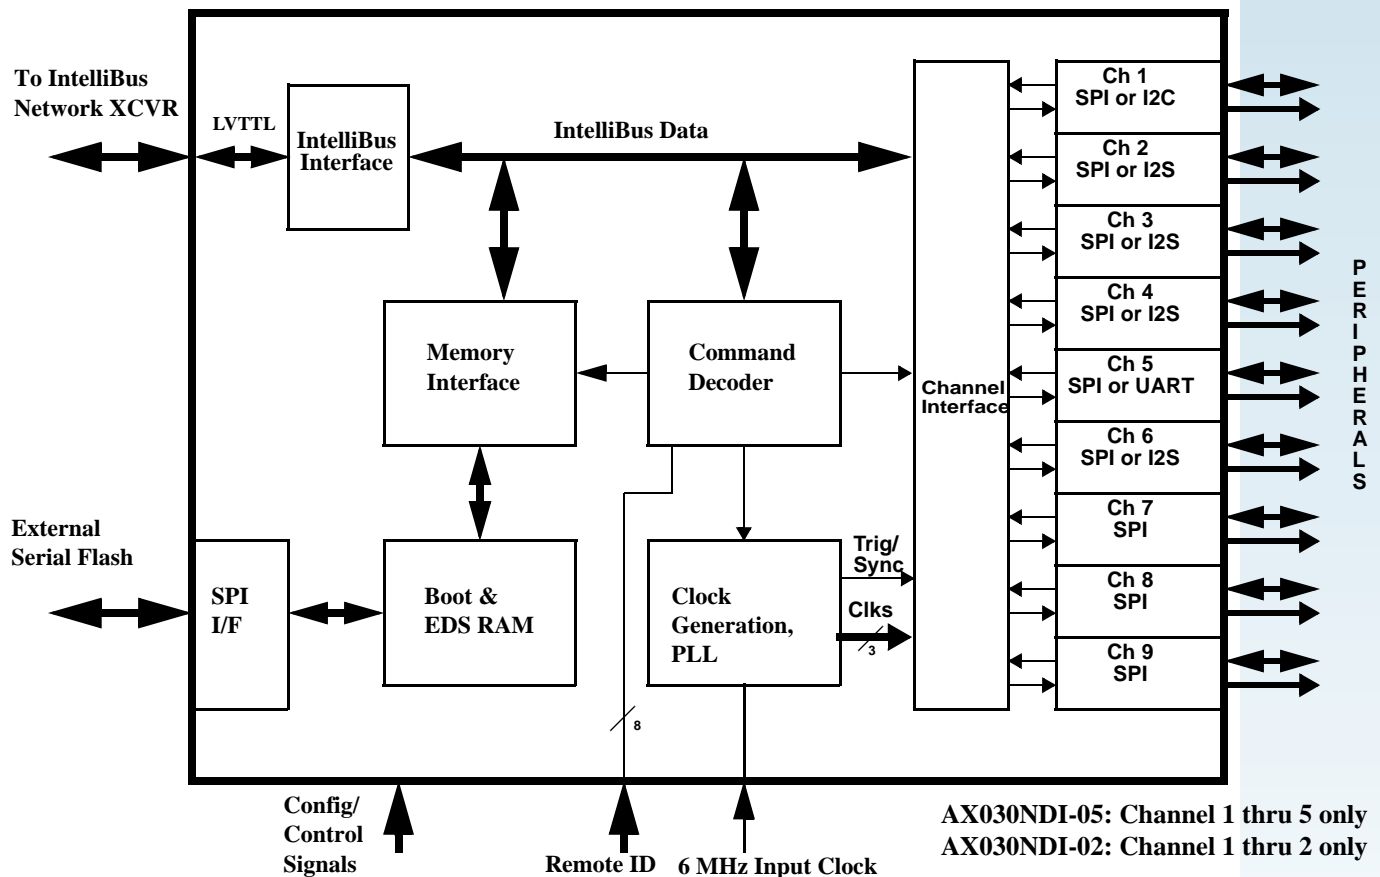 To IntelliBus
Network XCVR
LVTTL
IntelliBus
Interface
IntelliBus Data
Memory
Interface
Command
Decoder
Channel
Interface
Ch 1
SPI or I2C
Ch 2
SPI or I2S
Ch 3
SPI or I2S
Ch 4
SPI or I2S
Ch 5
SPI or UART
Ch 6
SPI or I2S
Ch 7
SPI
Ch 8
SPI
Ch 9
SPI
PERIPHERALS
External
Serial Flash
SPI
I/F
Boot &
EDS RAM
Clock
Generation,
PLL
Trig/
Sync
Clks
3
8
Config/
Control
Signals
Remote ID
6 MHz Input Clock
AX030NDI-05: Channel 1 thru 5 only
AX030NDI-02: Channel 1 thru 2 only